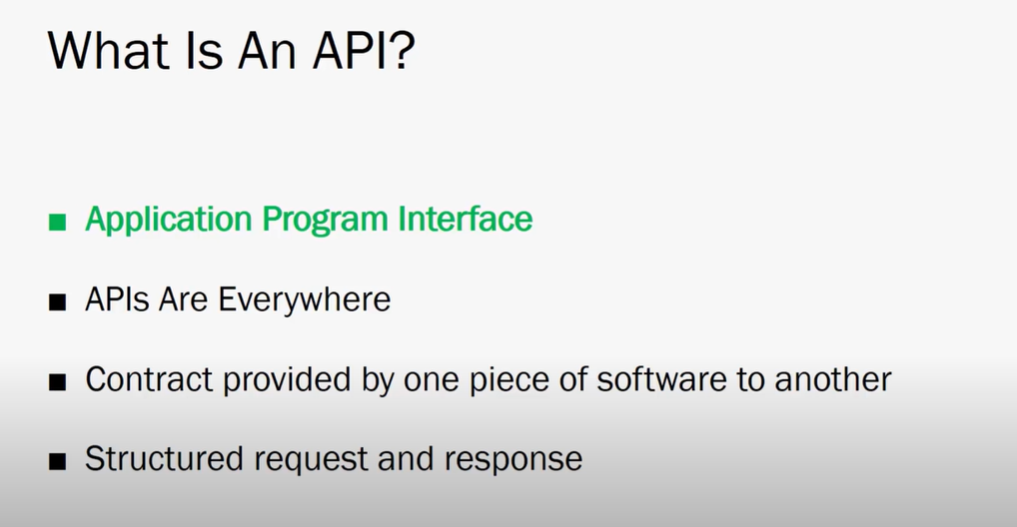 What Is An API?
■ Application Program Interface
■ APIs Are Everywhere
■ Contract provided by one piece of software to another
■ Structured request and response